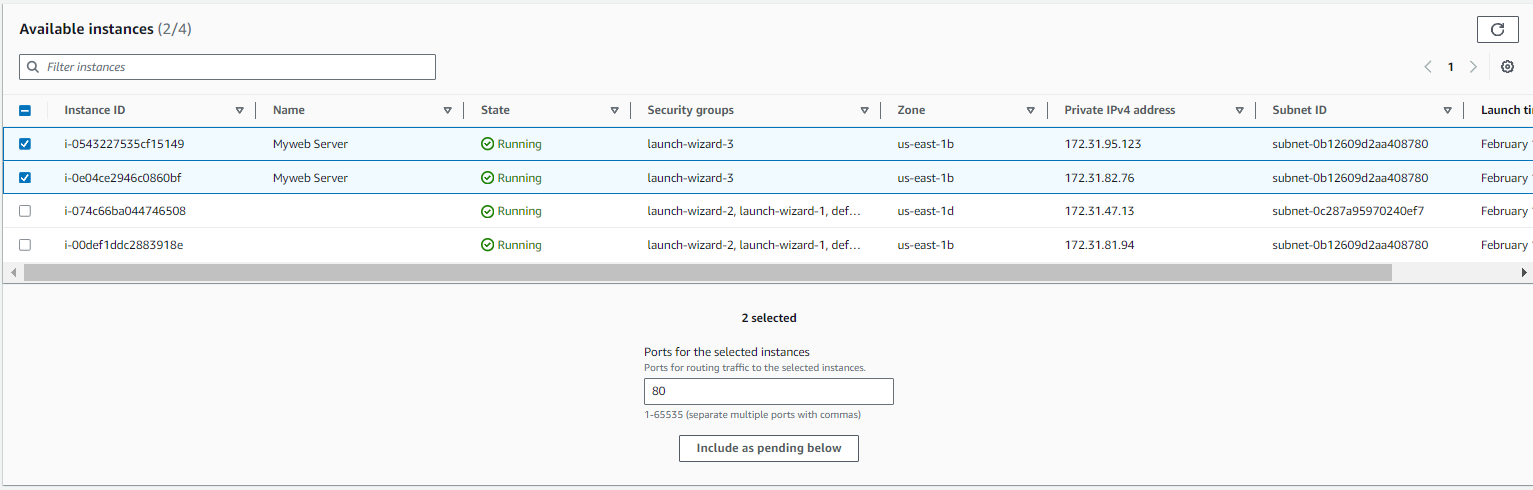 Available instances (2/4)
Filter instances
1
Instance ID Name State Security groups Zone Private IPv4 address Subnet ID Launch ti
i-0543227535cf15149 Myweb Server Running launch-wizard-3 us-east-1b 172.31.95.123 subnet-0b12609d2aa408780 February
i-0e04ce2946c0860bf Myweb Server Running launch-wizard-3 us-east-1b 172.31.82.76 subnet-0b12609d2aa408780 February
i-074c66ba044746508 Running launch-wizard-2, launch-wizard-1, def... us-east-1d 172.31.47.13 subnet-0c287a95970240ef7 February
i-00def1ddc2883918e Running launch-wizard-2, launch-wizard-1, def... us-east-1b 172.31.81.94 subnet-0b12609d2aa408780 February
2 selected
Ports for the selected instances
Ports for routing traffic to the selected instances.
80
1-65535 (separate multiple ports with commas)
Include as pending below